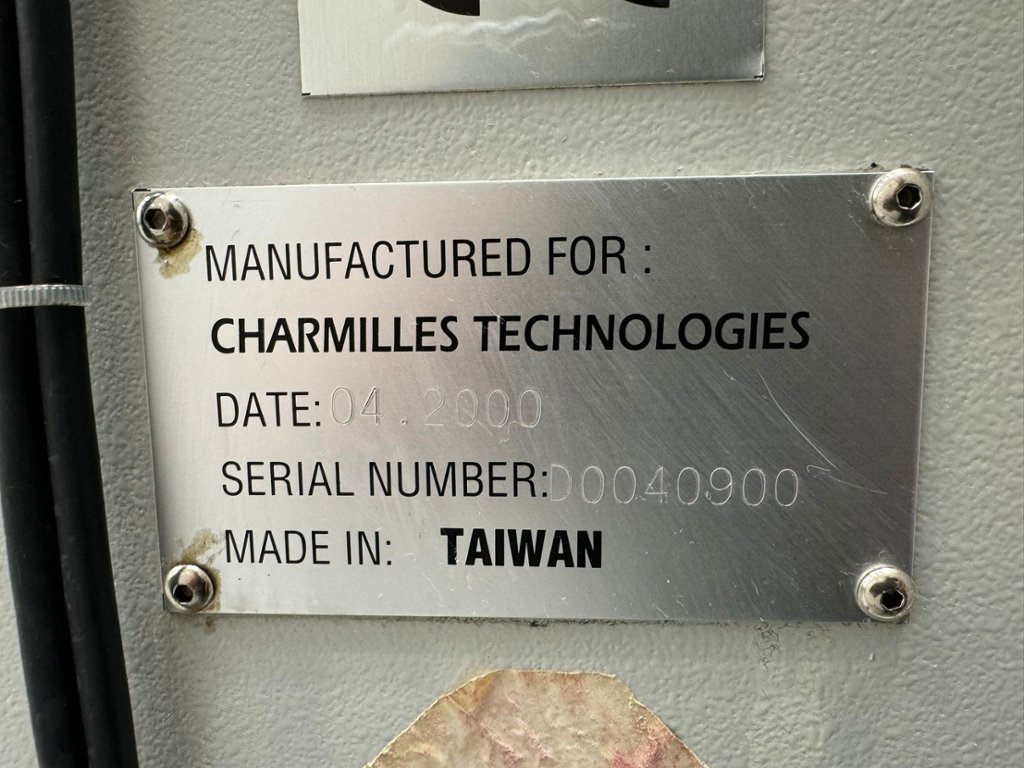 MANUFACTURED FOR :
CHARMILLES TECHNOLOGIES
DATE: 04.2000
SERIAL NUMBER: D0040900
MADE IN: TAIWAN